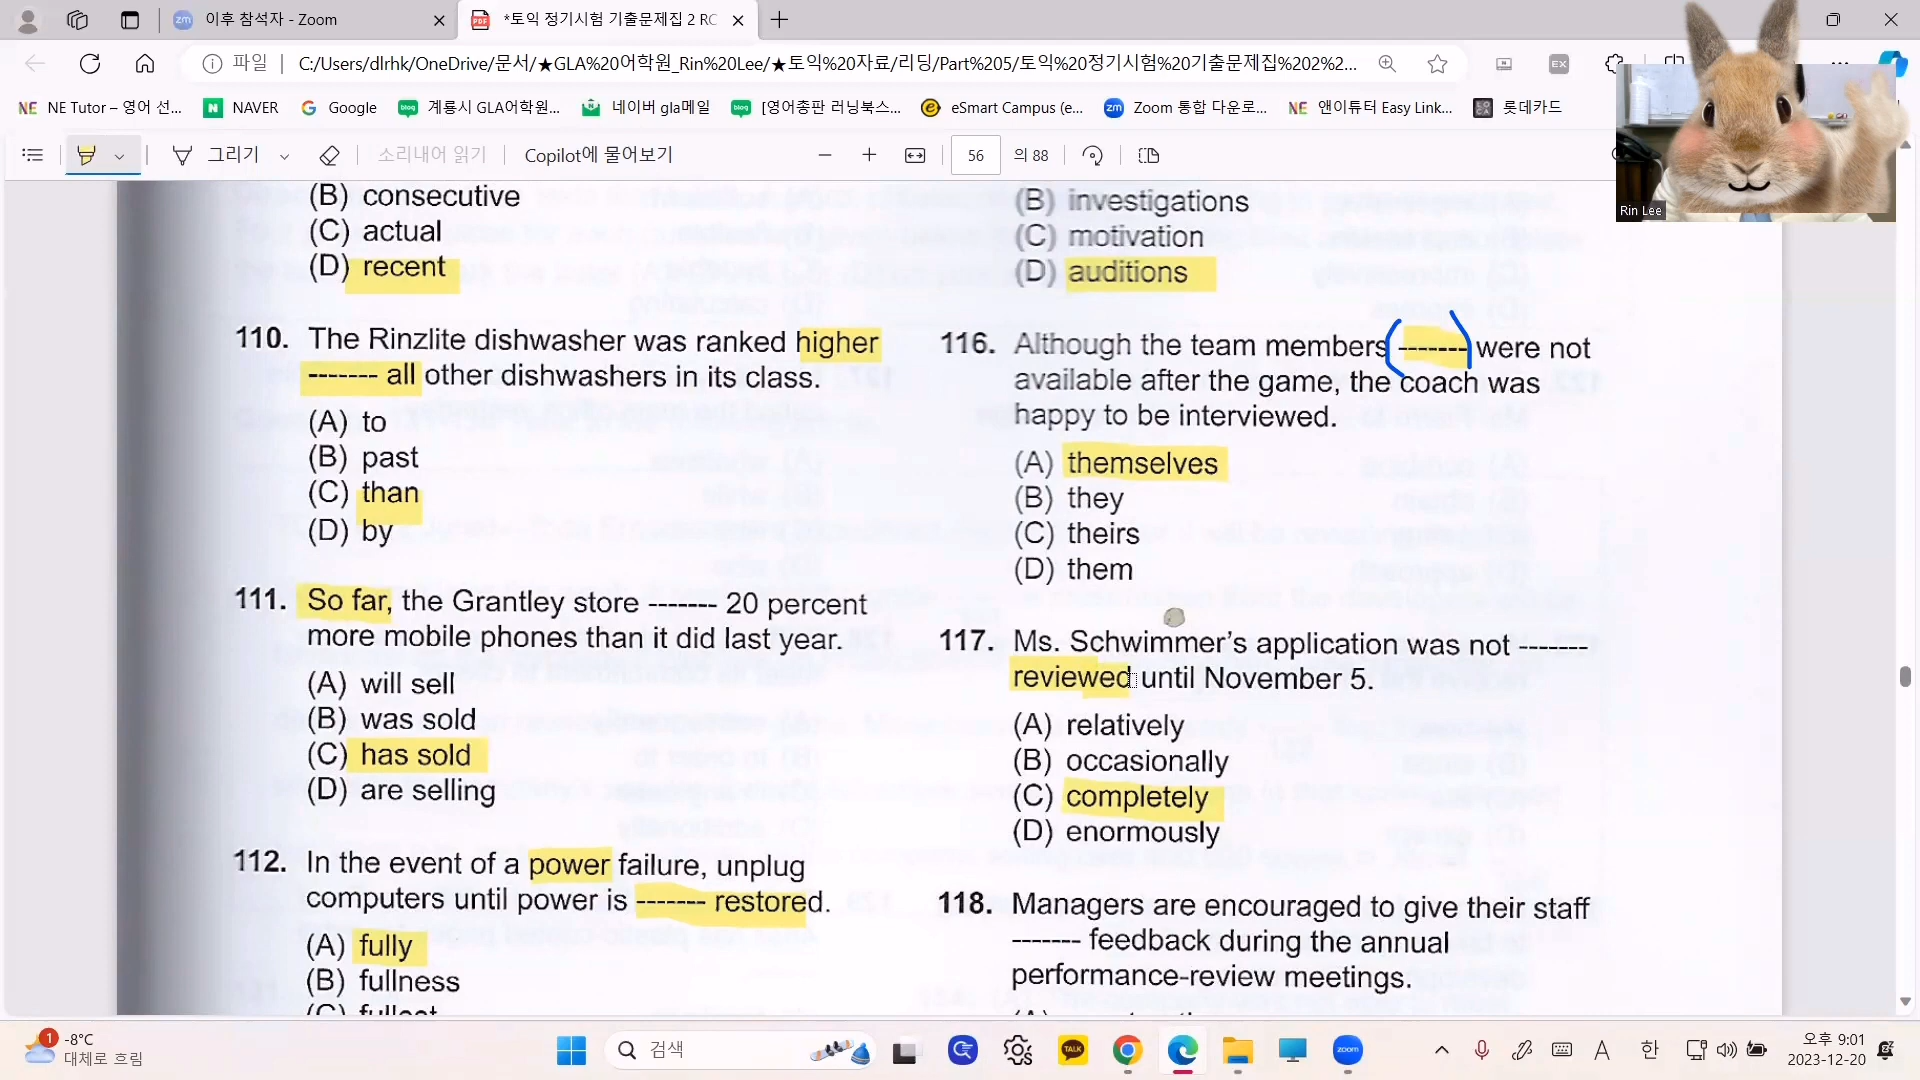 이후 참석자 - Zoom
*토익 정기시험 기출문제집 2 RC
파일
C:/Users/dlrhk/OneDrive/문서/★GLA%20어학원_Rin%20Lee/★토익%20자료/리딩/Part%205/토익%20정기시험%20기출문제집%202%2...
NE Tutor – 영어 선...
NAVER
Google
계룡시 GLA어학원...
네이버 gla메일
[영어총판 러닝북스...
eSmart Campus (e...
Zoom 통합 다운로...
앤이튜터 Easy Link...
롯데카드
그리기
소리내어 읽기
Copilot에 물어보기
56 의 88
Rin Lee
(B) consecutive
(C) actual
(D) recent
110. The Rinzlite dishwasher was ranked higher
------- all other dishwashers in its class.
(A) to
(B) past
(C) than
(D) by
111. So far, the Grantley store ------- 20 percent
more mobile phones than it did last year.
(A) will sell
(B) was sold
(C) has sold
(D) are selling
112. In the event of a power failure, unplug
computers until power is ------- restored.
(A) fully
(B) fullness
(B) investigations
(C) motivation
(D) auditions
116. Although the team members ------- were not
available after the game, the coach was
happy to be interviewed.
(A) themselves
(B) they
(C) theirs
(D) them
117. Ms. Schwimmer's application was not -------
reviewed until November 5.
(A) relatively
(B) occasionally
(C) completely
(D) enormously
118. Managers are encouraged to give their staff
------- feedback during the annual
performance-review meetings.
-8°C
대체로 흐림
검색
TALK
zoom
A
한
오후 9:01
2023-12-20